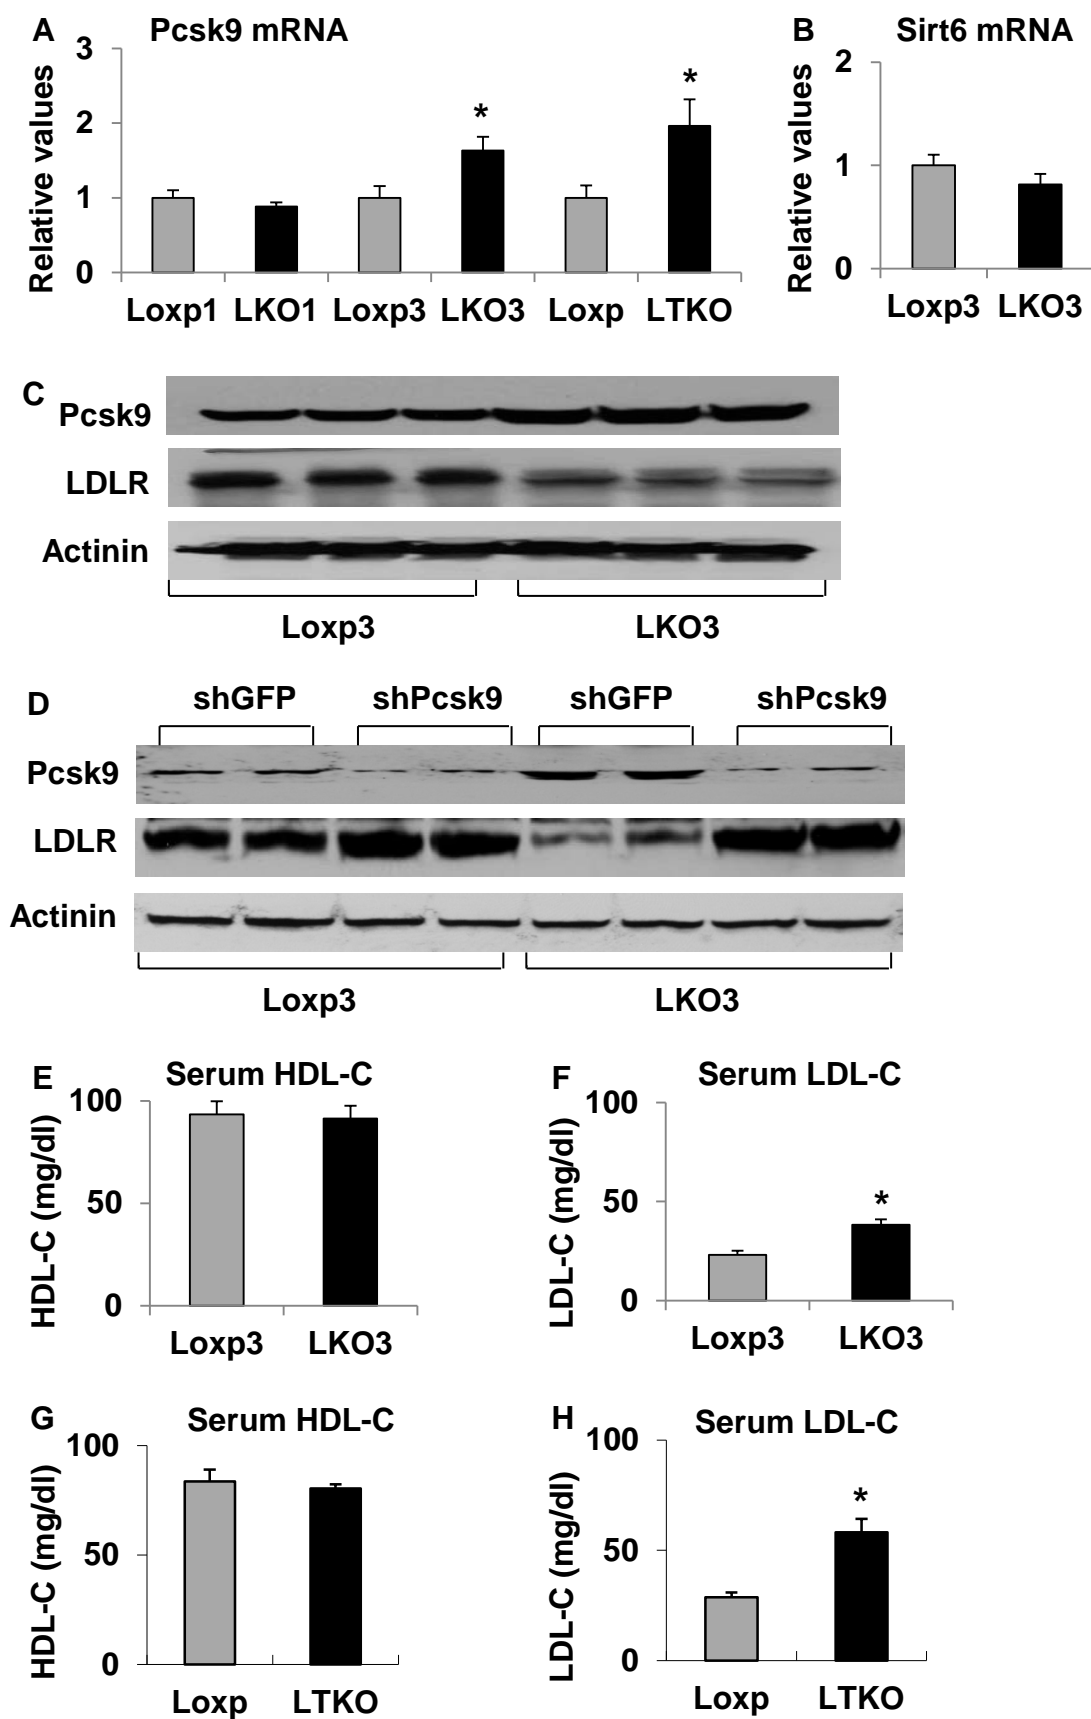 A Pcsk9 mRNA
Relative values
3
2
1
0
*
*
Loxp1 LKO1 Loxp3 LKO3 Loxp LTKO
B Sirt6 mRNA
Relative values
2
1
0
Loxp3 LKO3
C
Pcsk9
LDLR
Actinin
Loxp3 LKO3
D
shGFP shPcsk9 shGFP shPcsk9
Pcsk9
LDLR
Actinin
Loxp3 LKO3
E Serum HDL-C
HDL-C (mg/dl)
100
50
0
Loxp3 LKO3
F Serum LDL-C
LDL-C (mg/dl)
100
50
0
*
Loxp3 LKO3
G Serum HDL-C
HDL-C (mg/dl)
100
50
0
Loxp LTKO
H Serum LDL-C
LDL-C (mg/dl)
100
50
0
*
Loxp LTKO